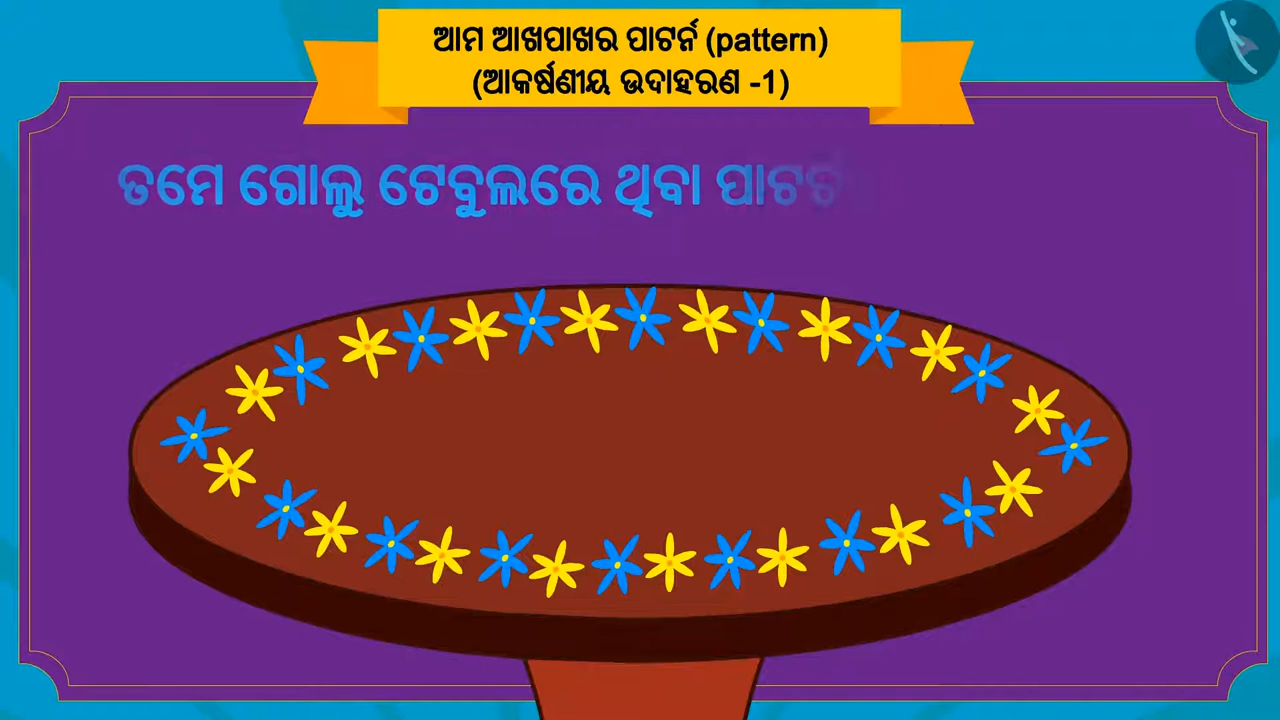 ଆମ ଆଖପାଖର ପାଟର୍ନ (pattern)
(ଆକର୍ଷଣୀୟ ଉଦାହରଣ -1)
ତମେ ଗୋଲୁ ଟେବୁଲରେ ଥିବା